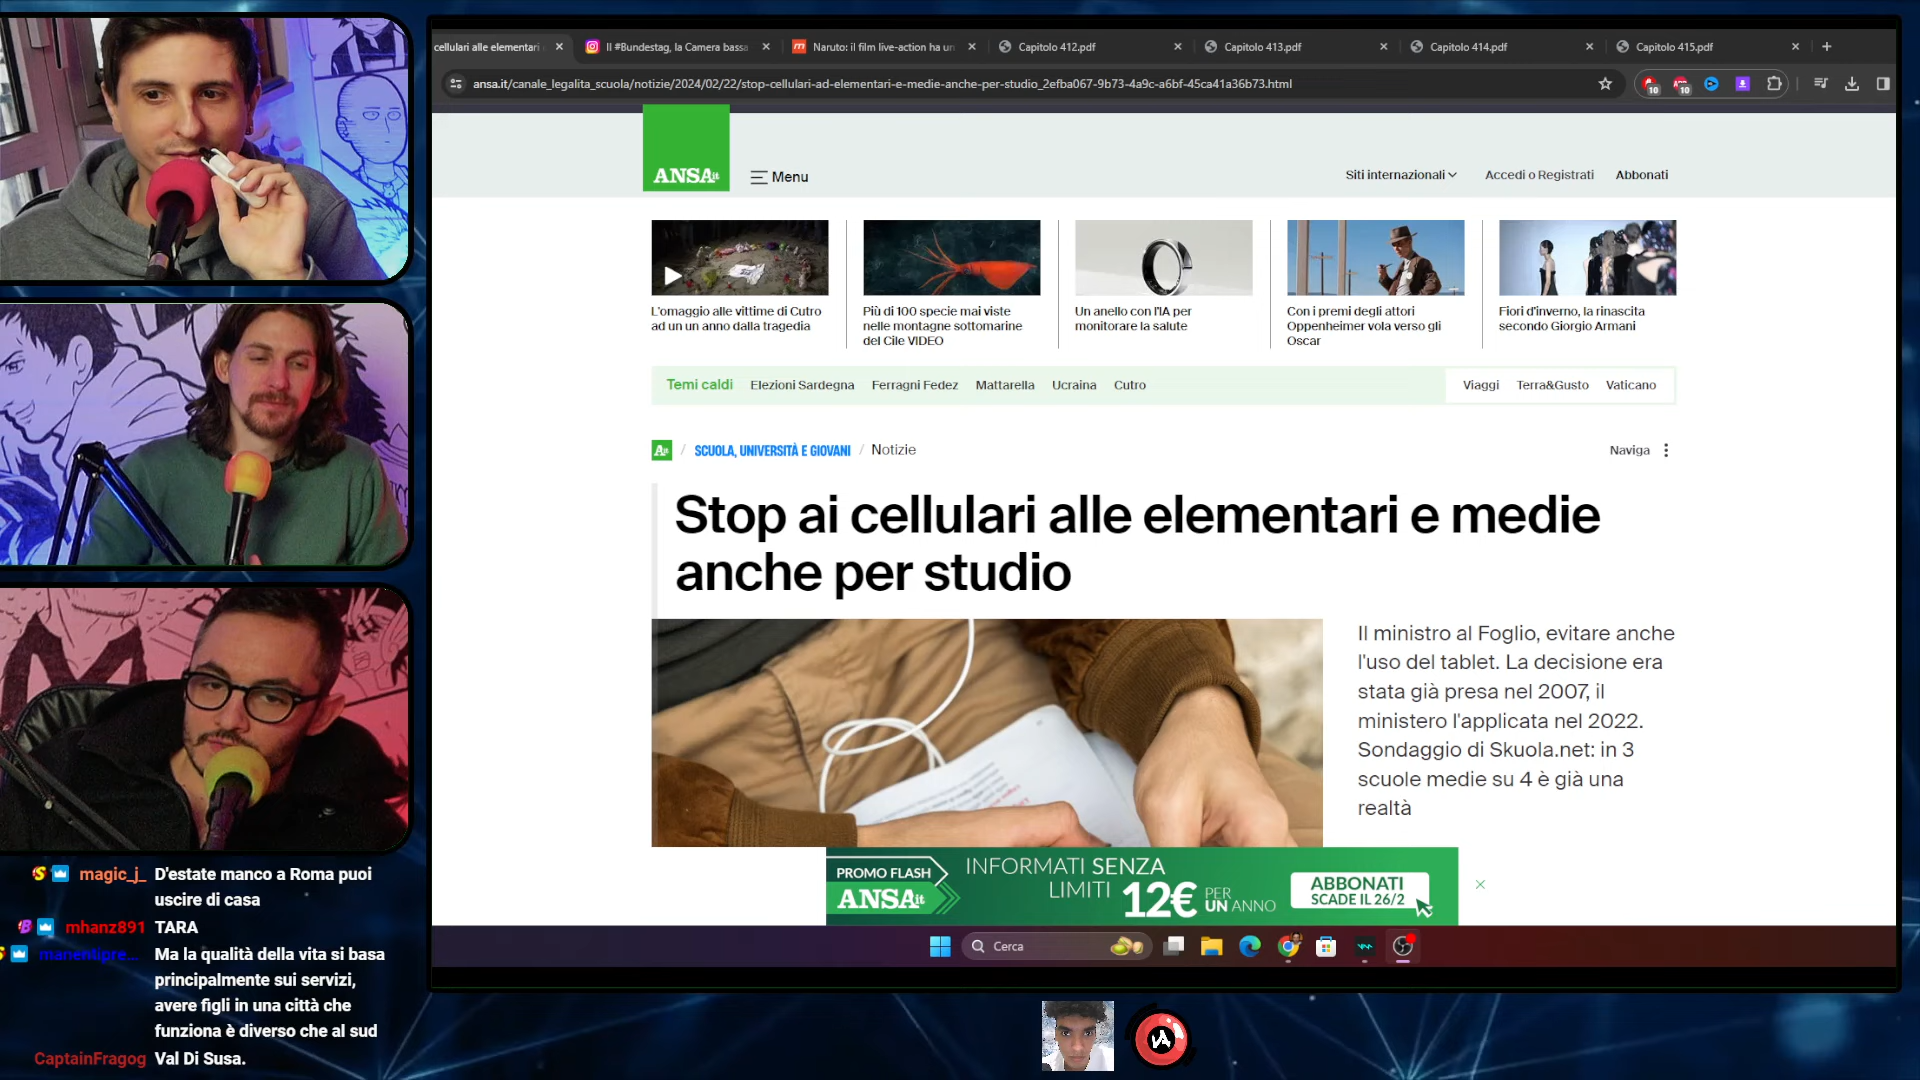 cellulari alle elementari
Il #Bundestag, la Camera bassa
Naruto: il film live-action ha un
Capitolo 412.pdf
Capitolo 413.pdf
Capitolo 414.pdf
Capitolo 415.pdf
ansa.it/canale_legalita_scuola/notizie/2024/02/22/stop-cellulari-ad-elementari-e-medie-anche-per-studio_2efba067-9b73-4a9c-a6bf-45ca41a36b73.html
10
10
ANSAit
Menu
Siti internazionali
Accedi o Registrati
Abbonati
L'omaggio alle vittime di Cutro
ad un un anno dalla tragedia
Più di 100 specie mai viste
nelle montagne sottomarine
del Cile VIDEO
Un anello con l'IA per
monitorare la salute
Con i premi degli attori
Oppenheimer vola verso gli
Oscar
Fiori d'inverno, la rinascita
secondo Giorgio Armani
Temi caldi
Elezioni Sardegna
Ferragni Fedez
Mattarella
Ucraina
Cutro
Viaggi
Terra&Gusto
Vaticano
Ait / SCUOLA, UNIVERSITÀ E GIOVANI / Notizie
Naviga
Stop ai cellulari alle elementari e medie
anche per studio
Il ministro al Foglio, evitare anche
l'uso del tablet. La decisione era
stata già presa nel 2007, il
ministero l'applicata nel 2022.
Sondaggio di Skuola.net: in 3
scuole medie su 4 è già una
realtà
PROMO FLASH
ANSAit
INFORMATI SENZA
LIMITI 12€ PER
UN ANNO
ABBONATI
SCADE IL 26/2
Cerca
magic_j_ D'estate manco a Roma puoi
uscire di casa
mhanz891 TARA
manentipre... Ma la qualità della vita si basa
principalmente sui servizi,
avere figli in una città che
funziona è diverso che al sud
CaptainFragog Val Di Susa.